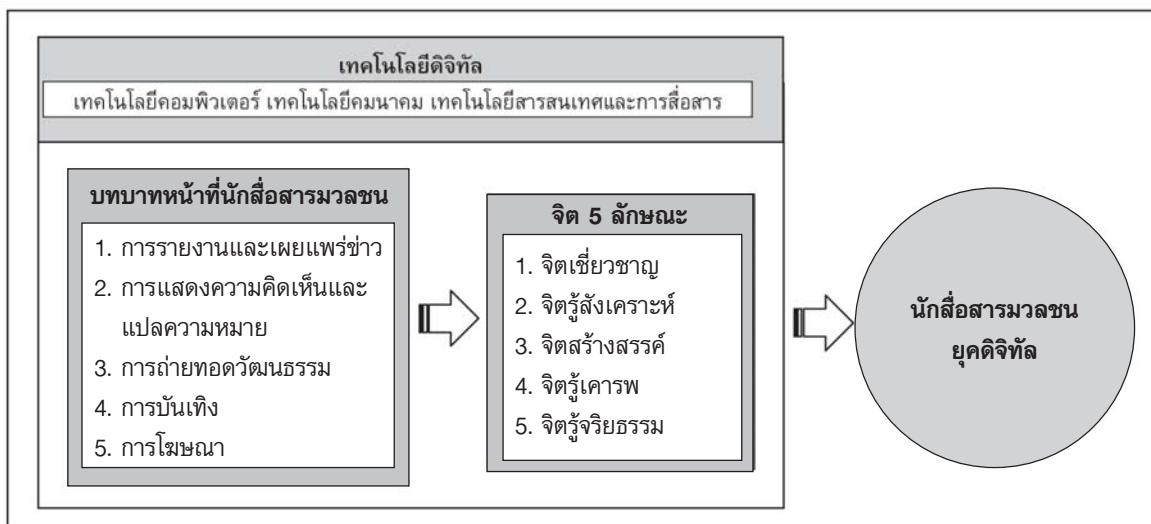 เทคโนโลยีดิจิทัล
เทคโนโลยีคอมพิวเตอร์ เทคโนโลยีคมนาคม เทคโนโลยีสารสนเทศและการสื่อสาร
บทบาทหน้าที่นักสื่อสารมวลชน
1. การรายงานและเผยแพร่ข่าว
2. การแสดงความคิดเห็นและ
แปลความหมาย
3. การถ่ายทอดวัฒนธรรม
4. การบันเทิง
5. การโฆษณา
จิต 5 ลักษณะ
1. จิตเชี่ยวชาญ
2. จิตรู้สังเคราะห์
3. จิตสร้างสรรค์
4. จิตรู้เคารพ
5. จิตรู้จริยธรรม
นักสื่อสารมวลชน
ยุคดิจิทัล